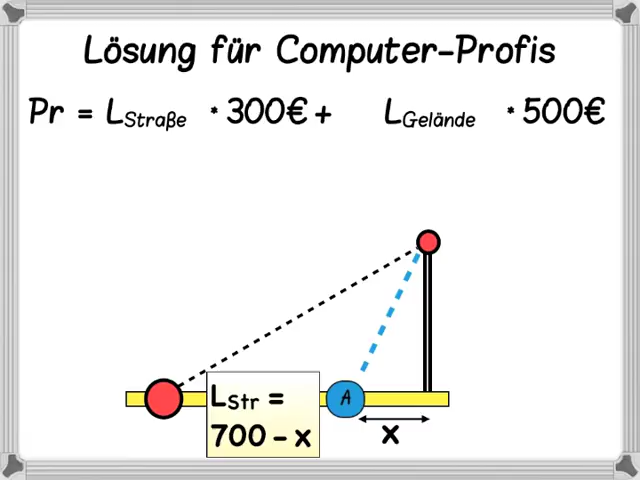 Lösung für Computer-Profis
Pr = LStraße * 300€ + LGelände * 500€
LStr =
700 - x
A
x